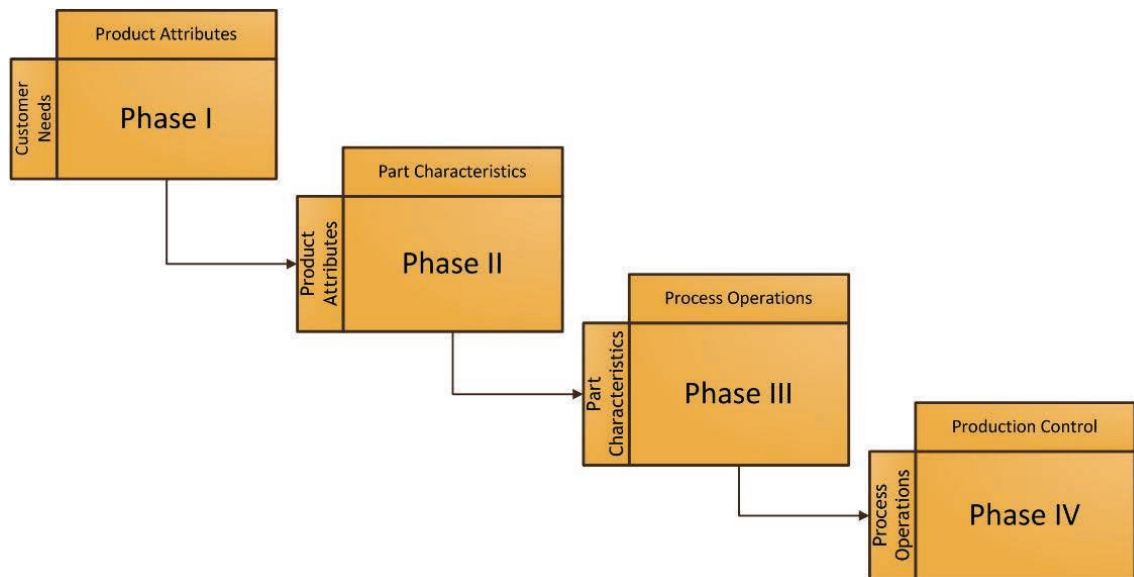 Product Attributes
Customer
Needs
Phase I
Part Characteristics
Product
Attributes
Phase II
Process Operations
Part
Characteristics
Phase III
Production Control
Process
Operations
Phase IV